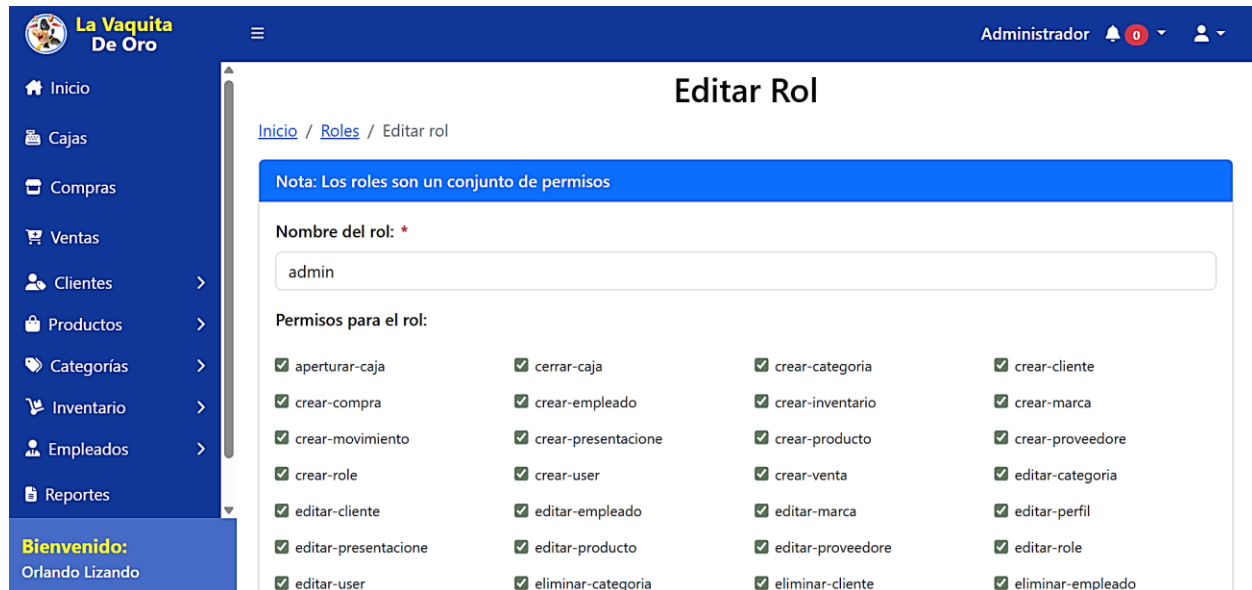 La Vaquita
De Oro
Administrador 0
Inicio
Cajas
Compras
Ventas
Clientes
Productos
Categorías
Inventario
Empleados
Reportes
Bienvenido:
Orlando Lizando
Editar Rol
Inicio / Roles / Editar rol
Nota: Los roles son un conjunto de permisos
Nombre del rol: *
admin
Permisos para el rol:
aperturar-caja cerrar-caja crear-categoria crear-cliente
crear-compra crear-empleado crear-inventario crear-marca
crear-movimiento crear-presentacione crear-producto crear-proveedore
crear-role crear-user crear-venta editar-categoria
editar-cliente editar-empleado editar-marca editar-perfil
editar-presentacione editar-producto editar-proveedore editar-role
editar-user eliminar-categoria eliminar-cliente eliminar-empleado